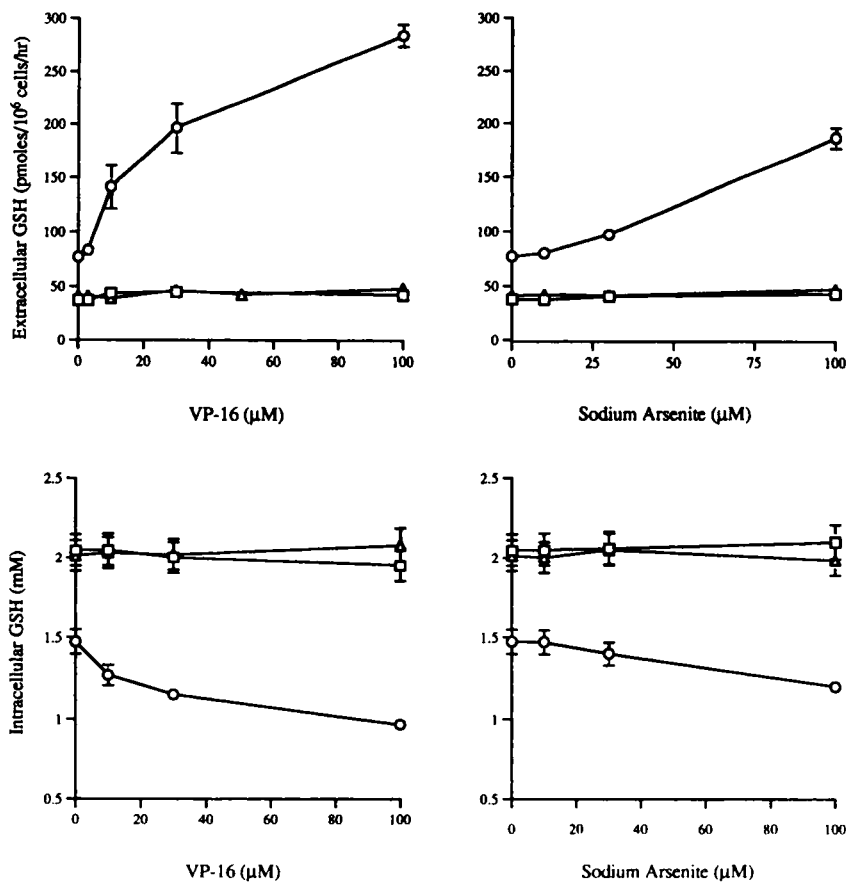 Extracellular GSH (pmoles/10⁶ cells/hr)
300
250
200
150
100
50
0
0 20 40 60 80 100
VP-16 (µM)
300
250
200
150
100
50
0
0 25 50 75 100
Sodium Arsenite (µM)
Intracellular GSH (mM)
2.5
2
1.5
1
0.5
0 20 40 60 80 100
VP-16 (µM)
2.5
2
1.5
1
0.5
0 20 40 60 80 100
Sodium Arsenite (µM)